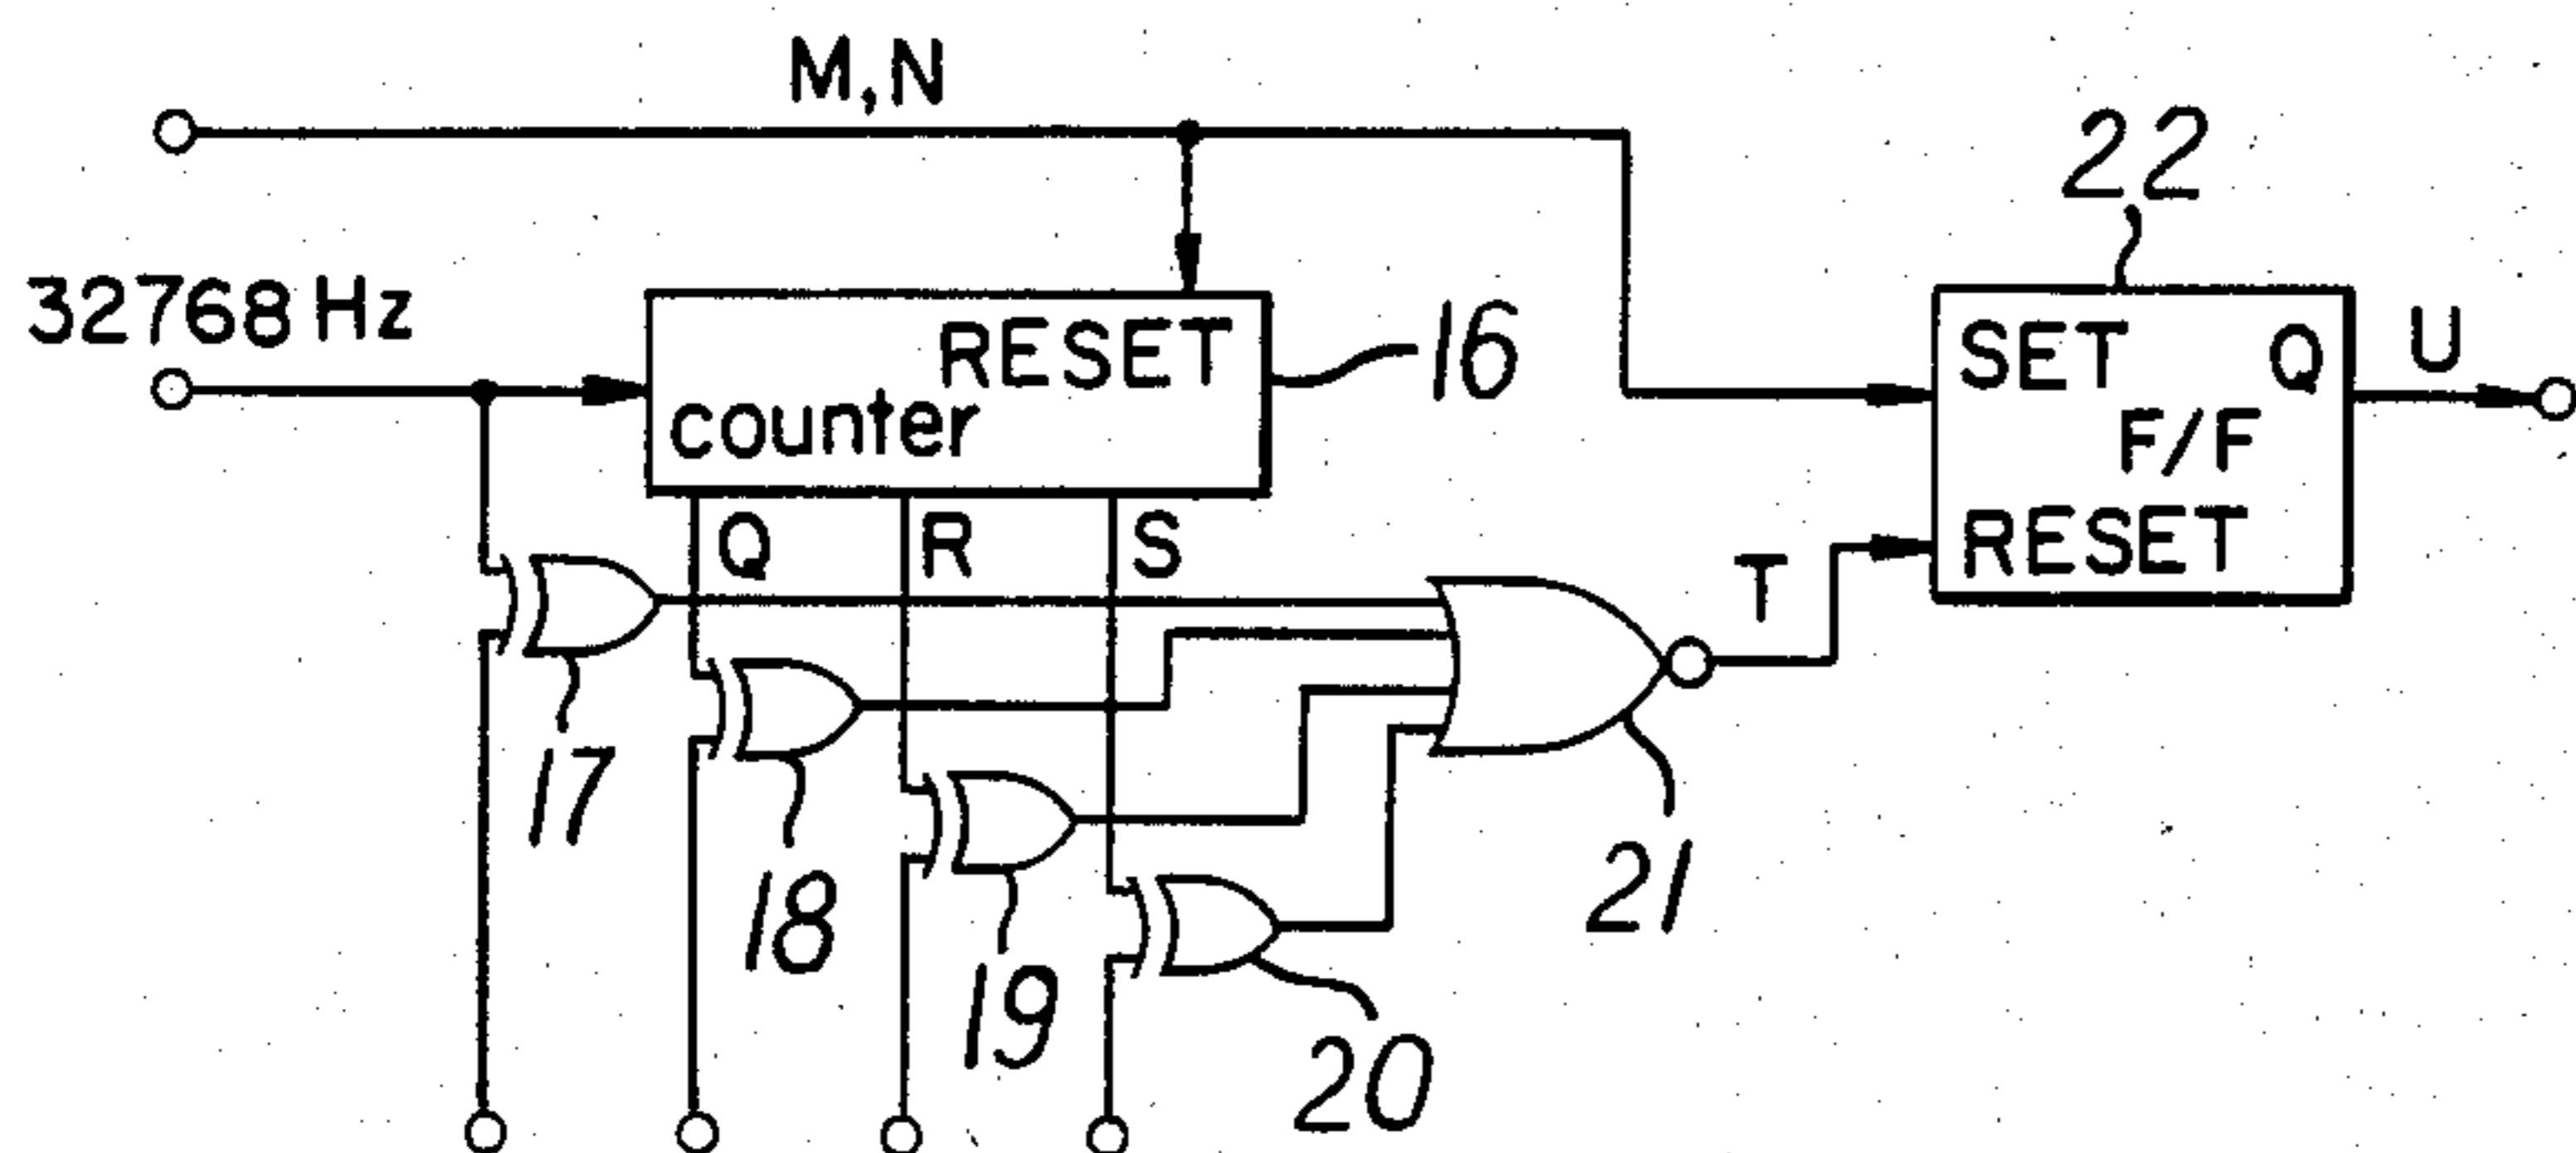 M,N
22
32768 Hz
RESET
counter
16
SET Q
F/F
RESET
U
Q R S
T
17
18
19
20
21